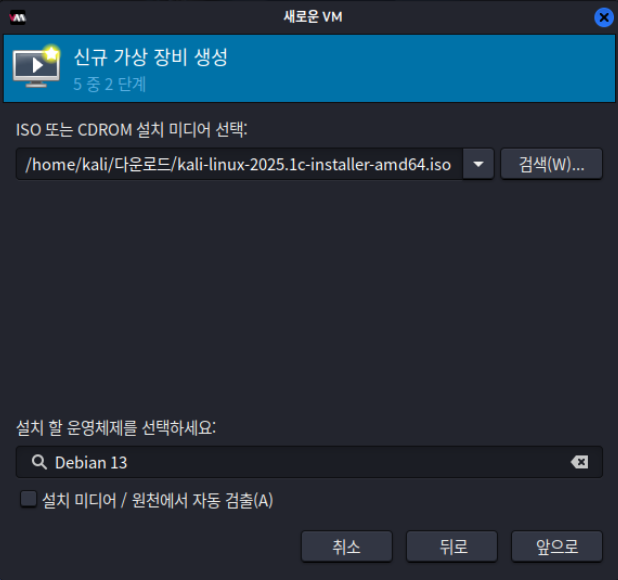 새로운 VM
신규 가상 장비 생성
5 중 2 단계
ISO 또는 CDROM 설치 미디어 선택:
/home/kali/다운로드/kali-linux-2025.1c-installer-amd64.iso
검색(W)...
설치 할 운영체제를 선택하세요:
Debian 13
설치 미디어 / 원천에서 자동 검출(A)
취소
뒤로
앞으로